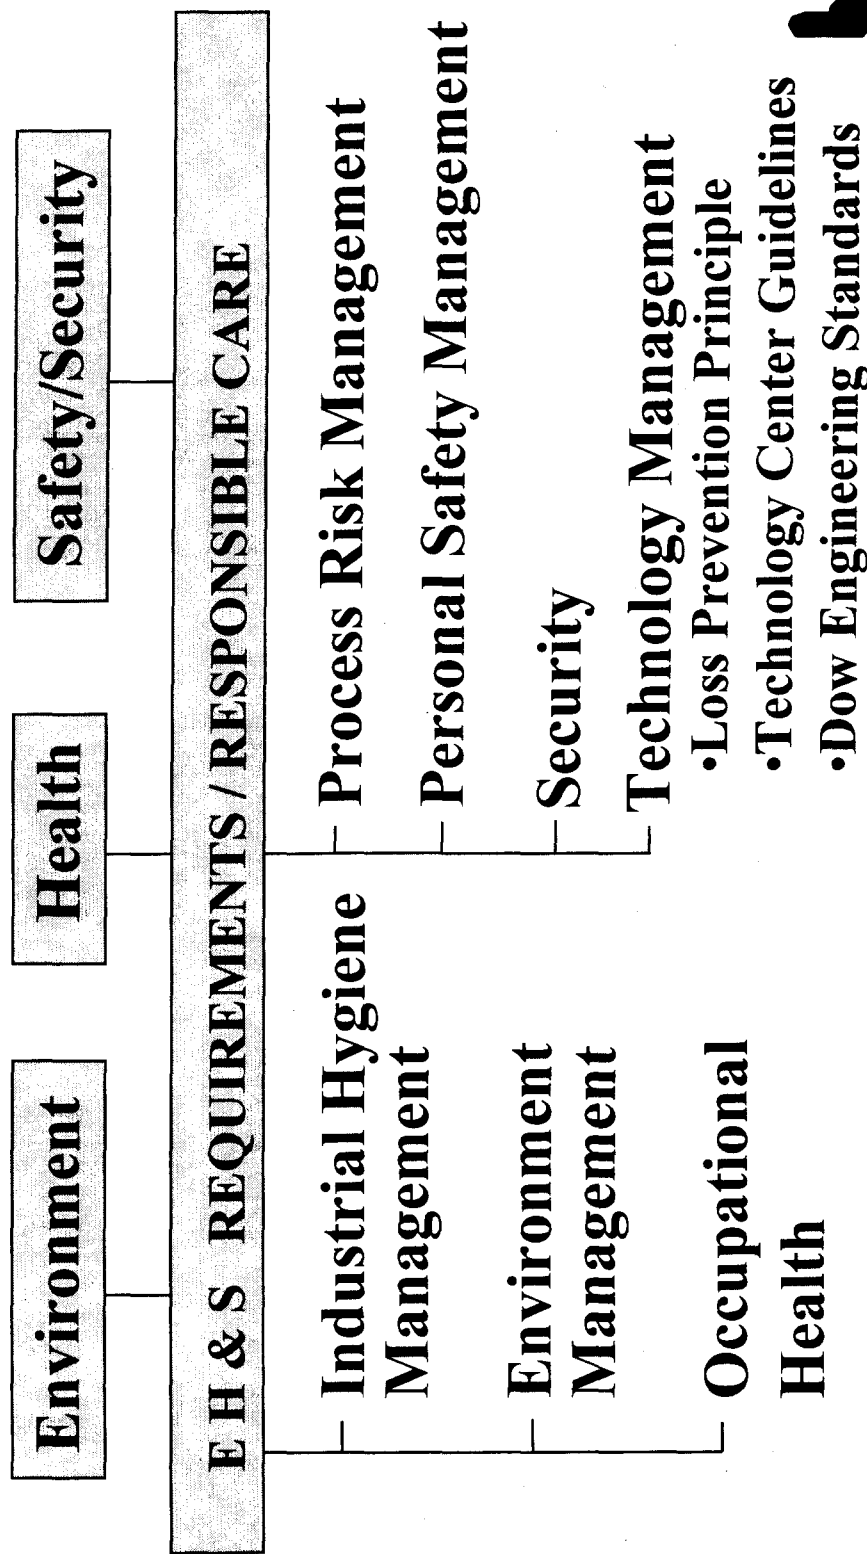 Environment
Health
Safety/Security
E H & S REQUIREMENTS / RESPONSIBLE CARE
Industrial Hygiene
Management
Environment
Management
Occupational
Health
Process Risk Management
Personal Safety Management
Security
Technology Management
•Loss Prevention Principle
•Technology Center Guidelines
•Dow Engineering Standards